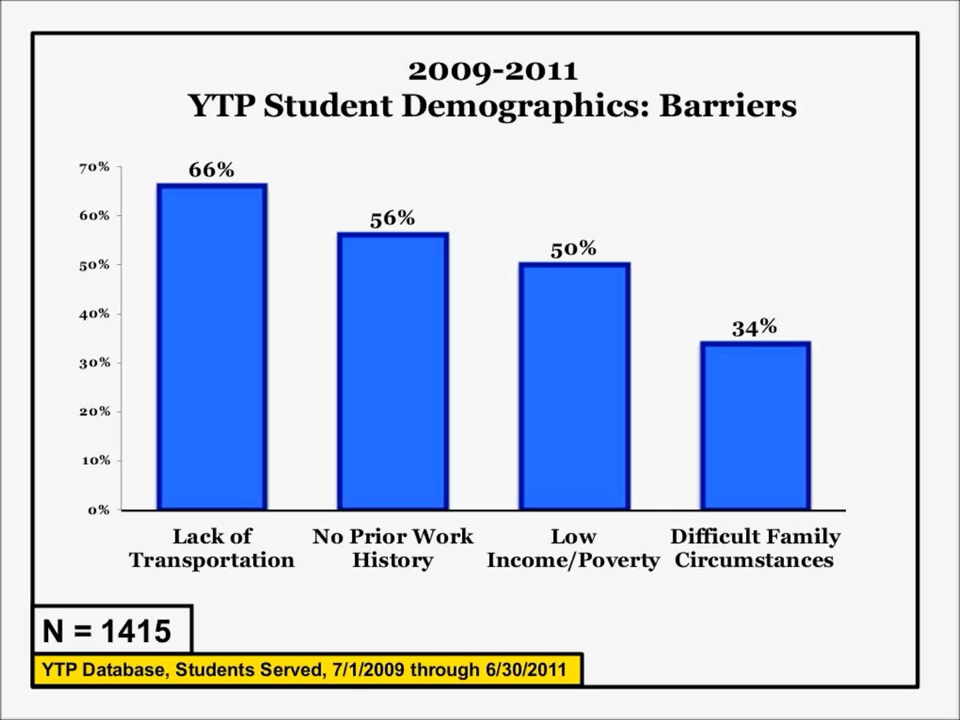 2009-2011
YTP Student Demographics: Barriers
70%
60%
50%
40%
30%
20%
10%
0%
66%
56%
50%
34%
Lack of Transportation
No Prior Work History
Low Income/Poverty
Difficult Family Circumstances
N = 1415
YTP Database, Students Served, 7/1/2009 through 6/30/2011